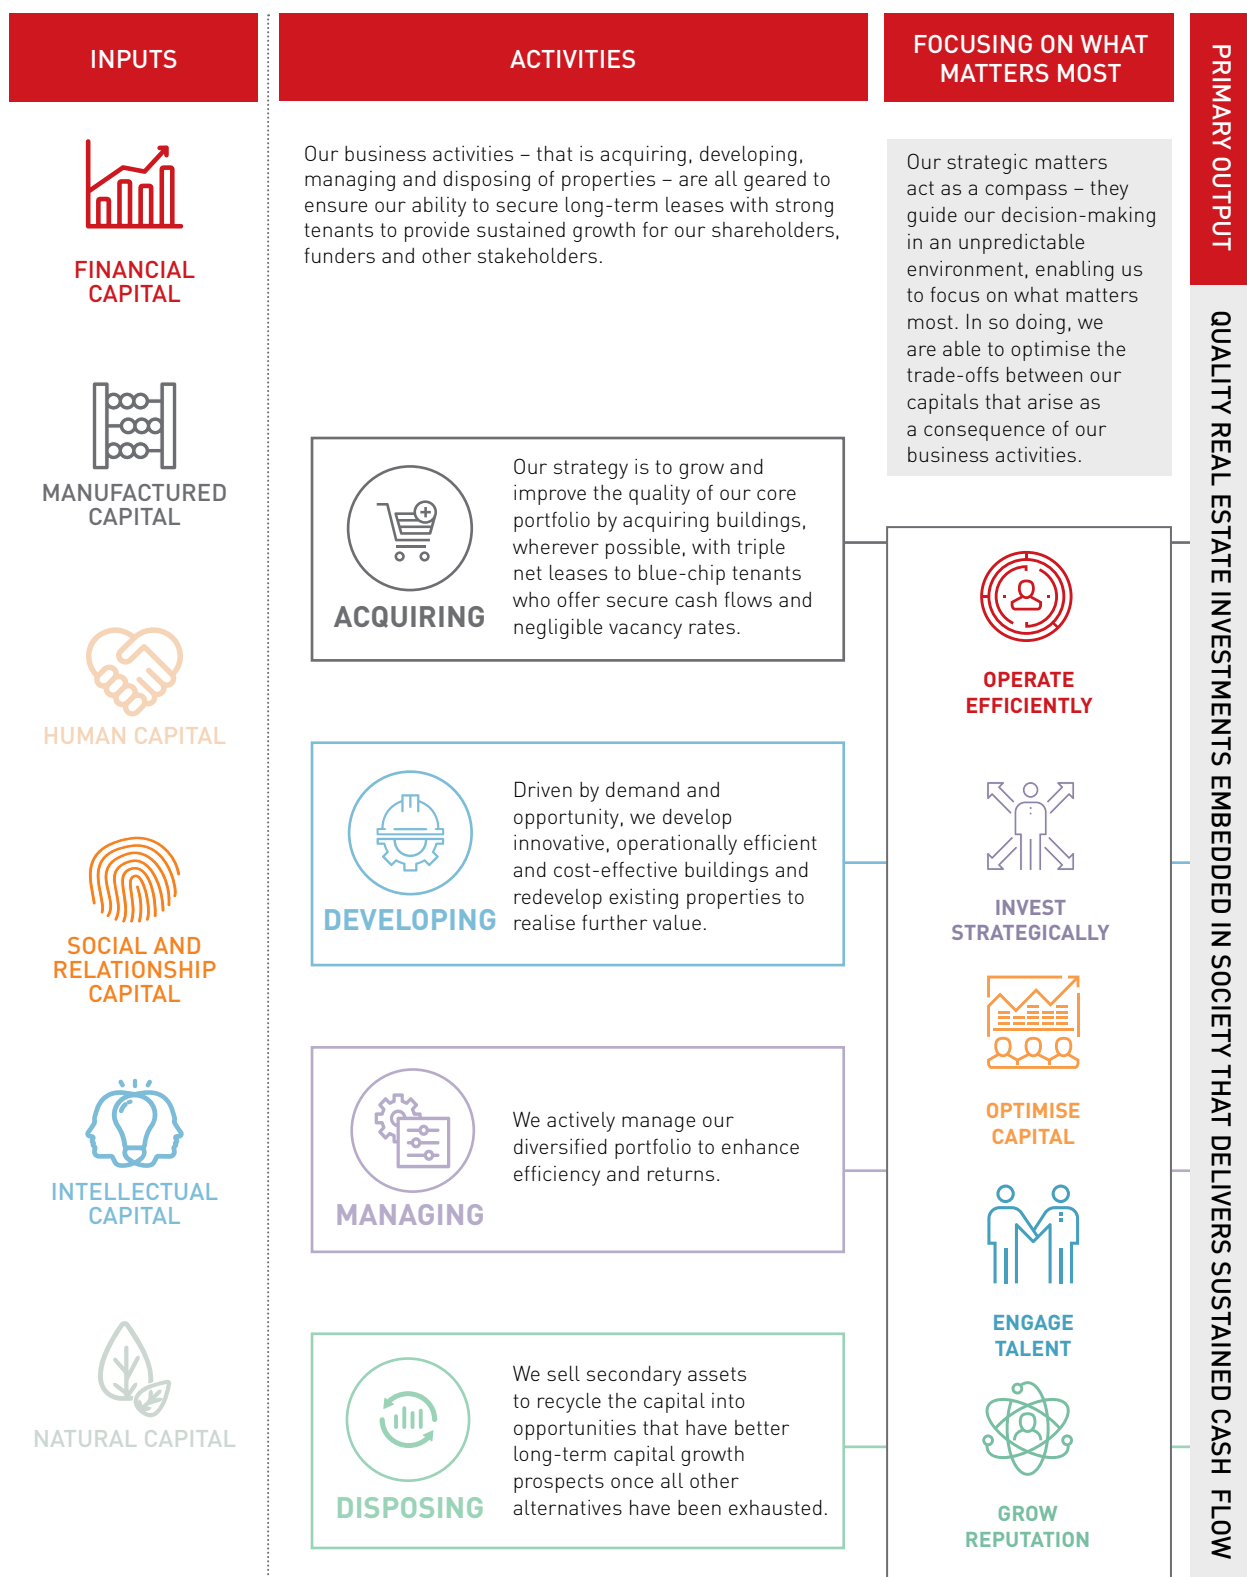 INPUTS
FINANCIAL
CAPITAL
MANUFACTURED
CAPITAL
HUMAN CAPITAL
SOCIAL AND
RELATIONSHIP
CAPITAL
INTELLECTUAL
CAPITAL
NATURAL CAPITAL
ACTIVITIES
Our business activities – that is acquiring, developing,
managing and disposing of properties – are all geared to
ensure our ability to secure long-term leases with strong
tenants to provide sustained growth for our shareholders,
funders and other stakeholders.
ACQUIRING
Our strategy is to grow and
improve the quality of our core
portfolio by acquiring buildings,
wherever possible, with triple
net leases to blue-chip tenants
who offer secure cash flows and
negligible vacancy rates.
DEVELOPING
Driven by demand and
opportunity, we develop
innovative, operationally efficient
and cost-effective buildings and
redevelop existing properties to
realise further value.
MANAGING
We actively manage our
diversified portfolio to enhance
efficiency and returns.
DISPOSING
We sell secondary assets
to recycle the capital into
opportunities that have better
long-term capital growth
prospects once all other
alternatives have been exhausted.
FOCUSING ON WHAT
MATTERS MOST
Our strategic matters
act as a compass – they
guide our decision-making
in an unpredictable
environment, enabling us
to focus on what matters
most. In so doing, we
are able to optimise the
trade-offs between our
capitals that arise as
a consequence of our
business activities.
OPERATE
EFFICIENTLY
INVEST
STRATEGICALLY
OPTIMISE
CAPITAL
ENGAGE
TALENT
GROW
REPUTATION
PRIMARY OUTPUT
QUALITY REAL ESTATE INVESTMENTS EMBEDDED IN SOCIETY THAT DELIVERS SUSTAINED CASH FLOW